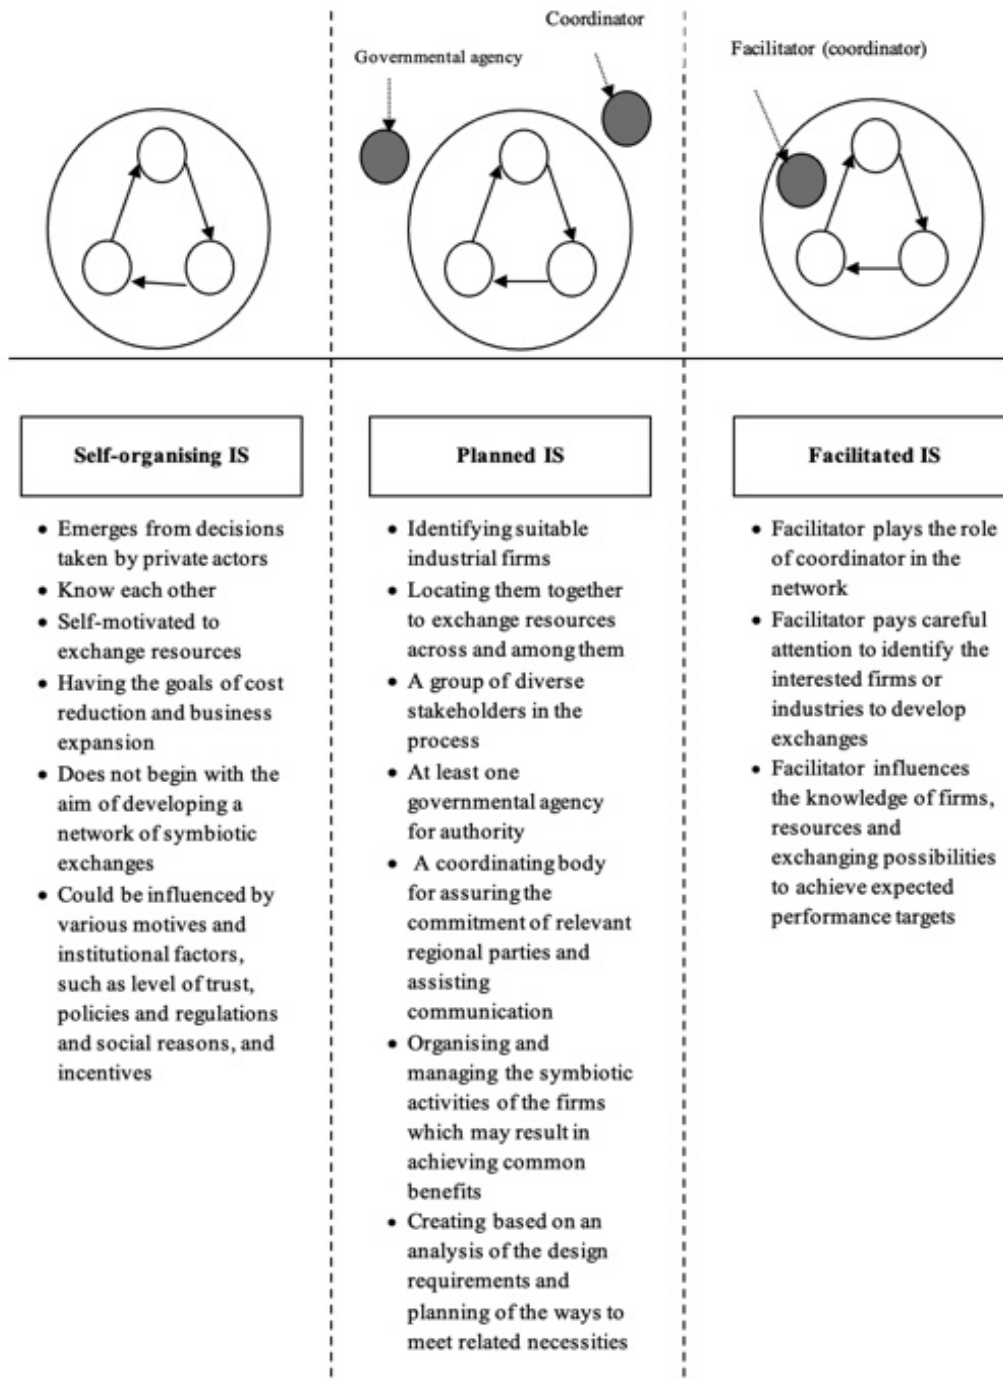 Coordinator
Governmental agency
Facilitator (coordinator)
Self-organising IS
• Emerges from decisions
taken by private actors
• Know each other
• Self-motivated to
exchange resources
• Having the goals of cost
reduction and business
expansion
• Does not begin with the
aim of developing a
network of symbiotic
exchanges
• Could be influenced by
various motives and
institutional factors,
such as level of trust,
policies and regulations
and social reasons, and
incentives
Planned IS
• Identifying suitable
industrial firms
• Locating them together
to exchange resources
across and among them
• A group of diverse
stakeholders in the
process
• At least one
governmental agency
for authority
• A coordinating body
for assuring the
commitment of relevant
regional parties and
assisting
communication
• Organising and
managing the symbiotic
activities of the firms
which may result in
achieving common
benefits
• Creating based on an
analysis of the design
requirements and
planning of the ways to
meet related necessities
Facilitated IS
• Facilitator plays the role
of coordinator in the
network
• Facilitator pays careful
attention to identify the
interested firms or
industries to develop
exchanges
• Facilitator influences
the knowledge of firms,
resources and
exchanging possibilities
to achieve expected
performance targets